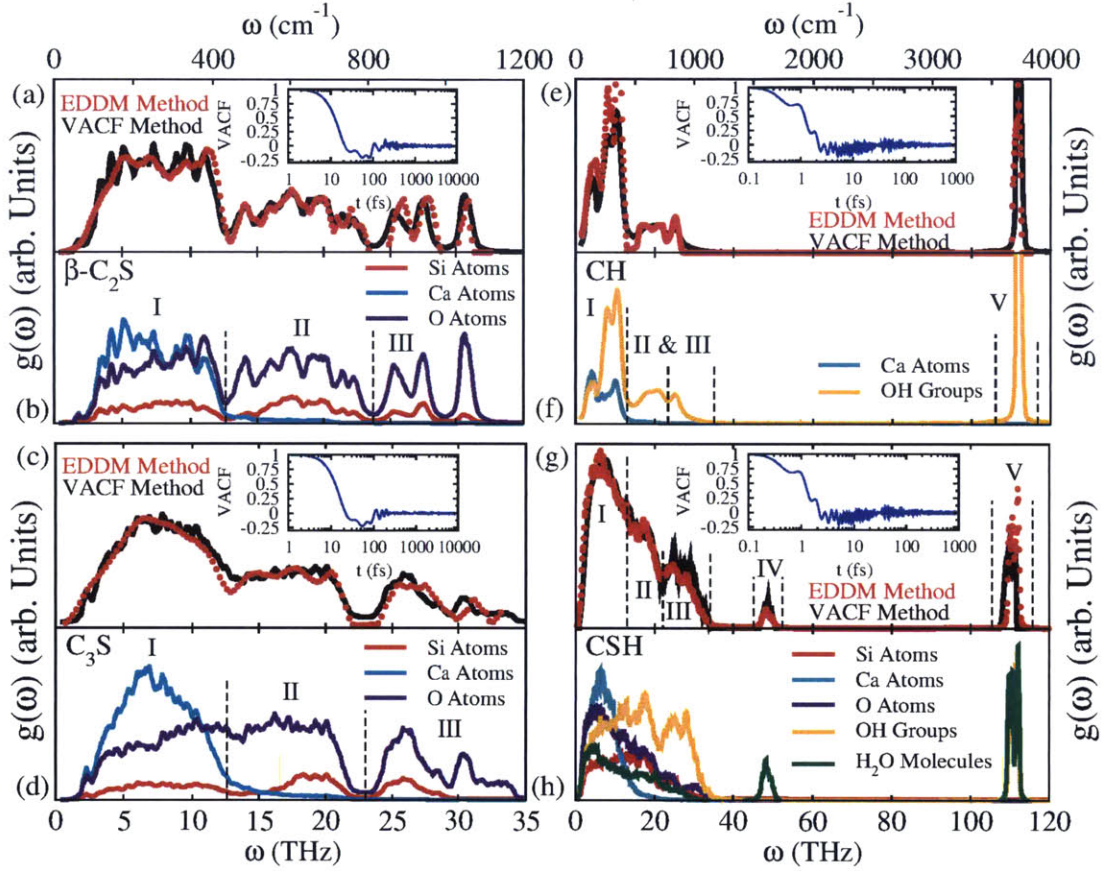 ω (cm⁻¹)
ω (cm⁻¹)
0 400 800 1200
0 1000 2000 3000 4000
(a)
EDDM Method
VACF Method
VACF
1
0.75
0.5
0.25
0
-0.25
1 10 100 1000 10000
t (fs)
g(ω) (arb. Units)
(b)
β-C₂S
Si Atoms
Ca Atoms
O Atoms
I
II
III
(c)
EDDM Method
VACF Method
VACF
1
0.75
0.5
0.25
0
-0.25
1 10 100 1000 10000
t (fs)
g(ω) (arb. Units)
(d)
C₃S
Si Atoms
Ca Atoms
O Atoms
I
II
III
0 5 10 15 20 25 30 35
ω (THz)
(e)
VACF
1
0.75
0.5
0.25
0
-0.25
0.1 1 10 100 1000
t (fs)
EDDM Method
VACF Method
g(ω) (arb. Units)
(f)
CH
I
II & III
V
Ca Atoms
OH Groups
(g)
VACF
1
0.75
0.5
0.25
0
-0.25
0.1 1 10 100 1000
t (fs)
I
II
III
IV
V
EDDM Method
VACF Method
g(ω) (arb. Units)
(h)
CSH
Si Atoms
Ca Atoms
O Atoms
OH Groups
H₂O Molecules
0 20 40 60 80 100 120
ω (THz)